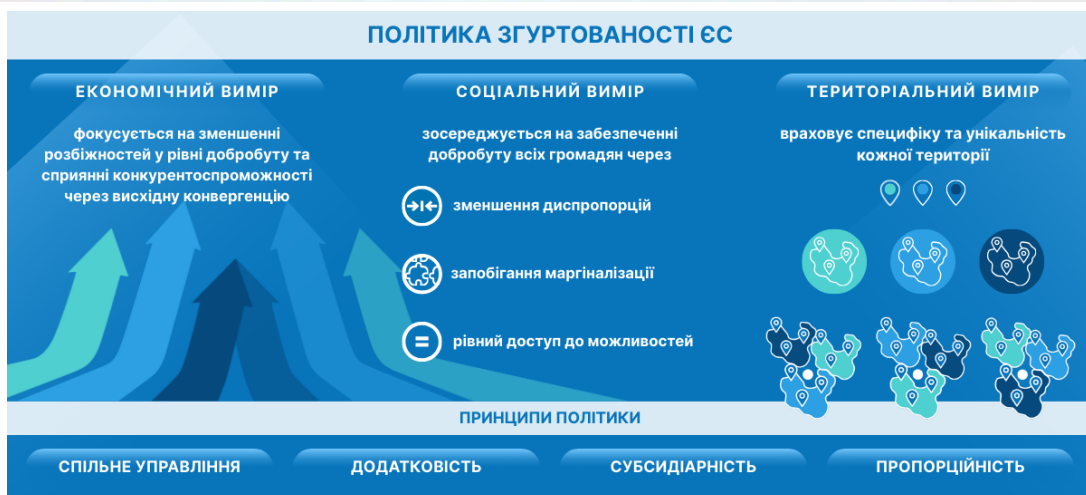 ПОЛІТИКА ЗГУРТОВАНОСТІ ЄС
ЕКОНОМІЧНИЙ ВИМІР
фокусується на зменшенні
розбіжностей у рівні добробуту та
сприянні конкурентоспроможності
через висхідну конвергенцію
СОЦІАЛЬНИЙ ВИМІР
зосереджується на забезпеченні
добробуту всіх громадян через
зменшення диспропорцій
запобігання маргіналізації
рівний доступ до можливостей
ТЕРИТОРІАЛЬНИЙ ВИМІР
враховує специфіку та унікальність
кожної території
ПРИНЦИПИ ПОЛІТИКИ
СПІЛЬНЕ УПРАВЛІННЯ
ДОДАТКОВІСТЬ
СУБСИДІАРНІСТЬ
ПРОПОРЦІЙНІСТЬ